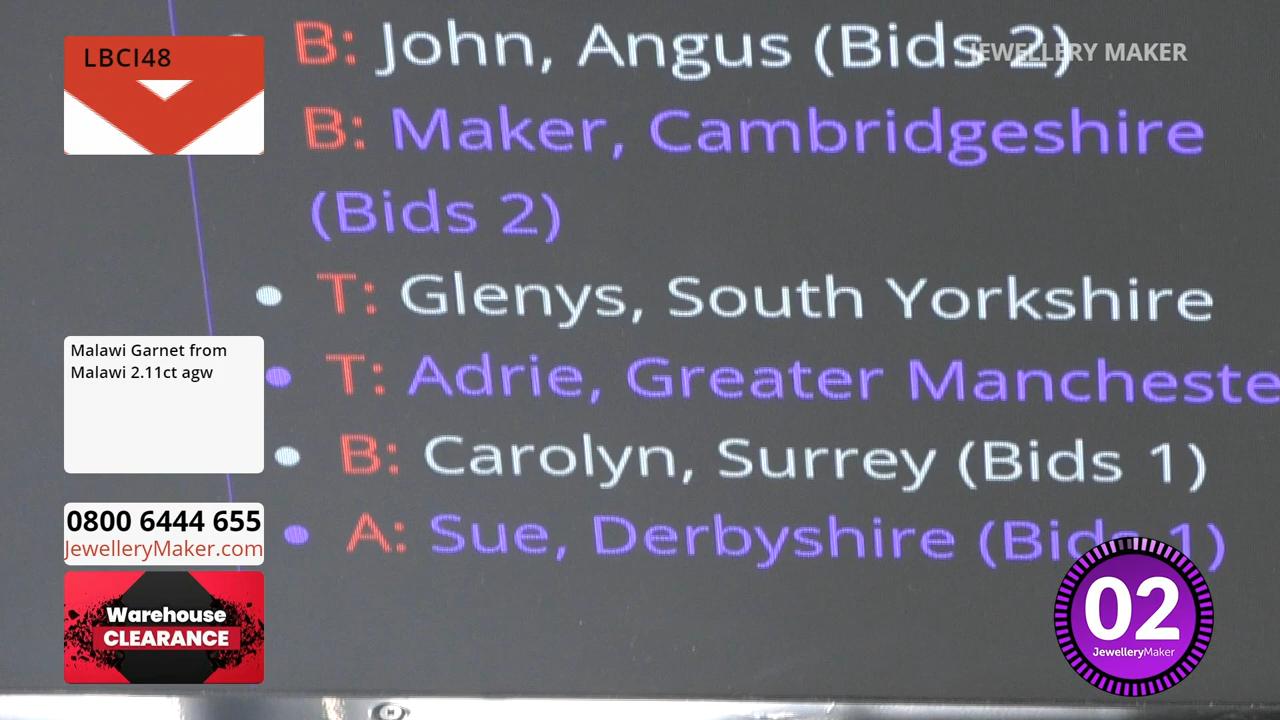 LBCI48
JEWELLERY MAKER
B: John, Angus (Bids 2)
B: Maker, Cambridgeshire
(Bids 2)
• T: Glenys, South Yorkshire
• T: Adrie, Greater Mancheste
• B: Carolyn, Surrey (Bids 1)
• A: Sue, Derbyshire (Bids 1)
Malawi Garnet from
Malawi 2.11ct agw
0800 6444 655
JewelleryMaker.com
Warehouse
CLEARANCE
02
JewelleryMaker